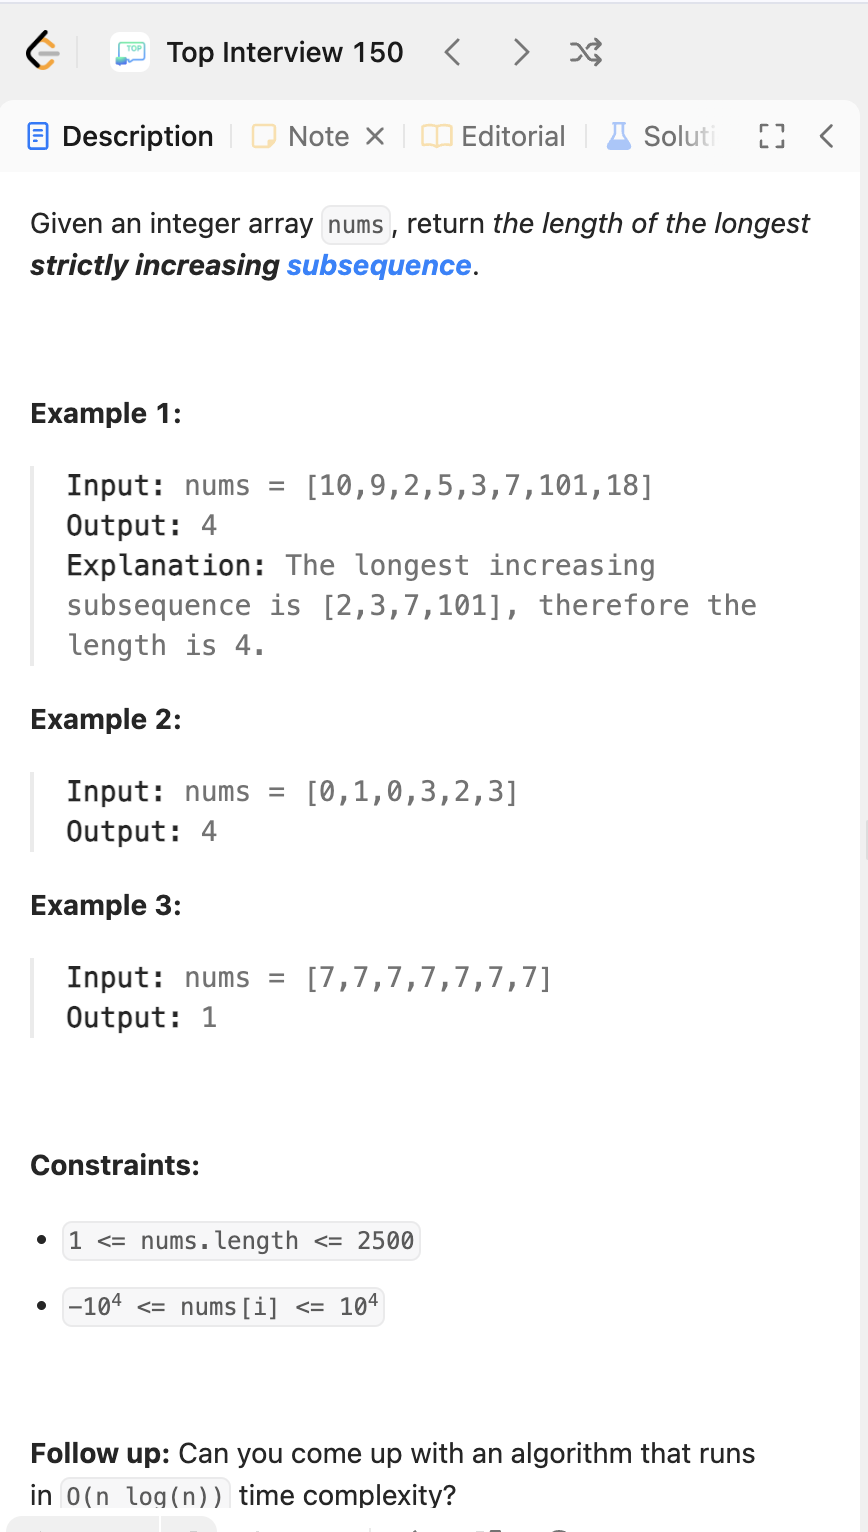 Top Interview 150
Description
Note
Editorial
Soluti
Given an integer array nums, return the length of the longest
strictly increasing subsequence.
Example 1:
Input: nums = [10,9,2,5,3,7,101,18]
Output: 4
Explanation: The longest increasing
subsequence is [2,3,7,101], therefore the
length is 4.
Example 2:
Input: nums = [0,1,0,3,2,3]
Output: 4
Example 3:
Input: nums = [7,7,7,7,7,7,7]
Output: 1
Constraints:
• 1 <= nums.length <= 2500
• -10⁴ <= nums[i] <= 10⁴
Follow up: Can you come up with an algorithm that runs
in O(n log(n)) time complexity?